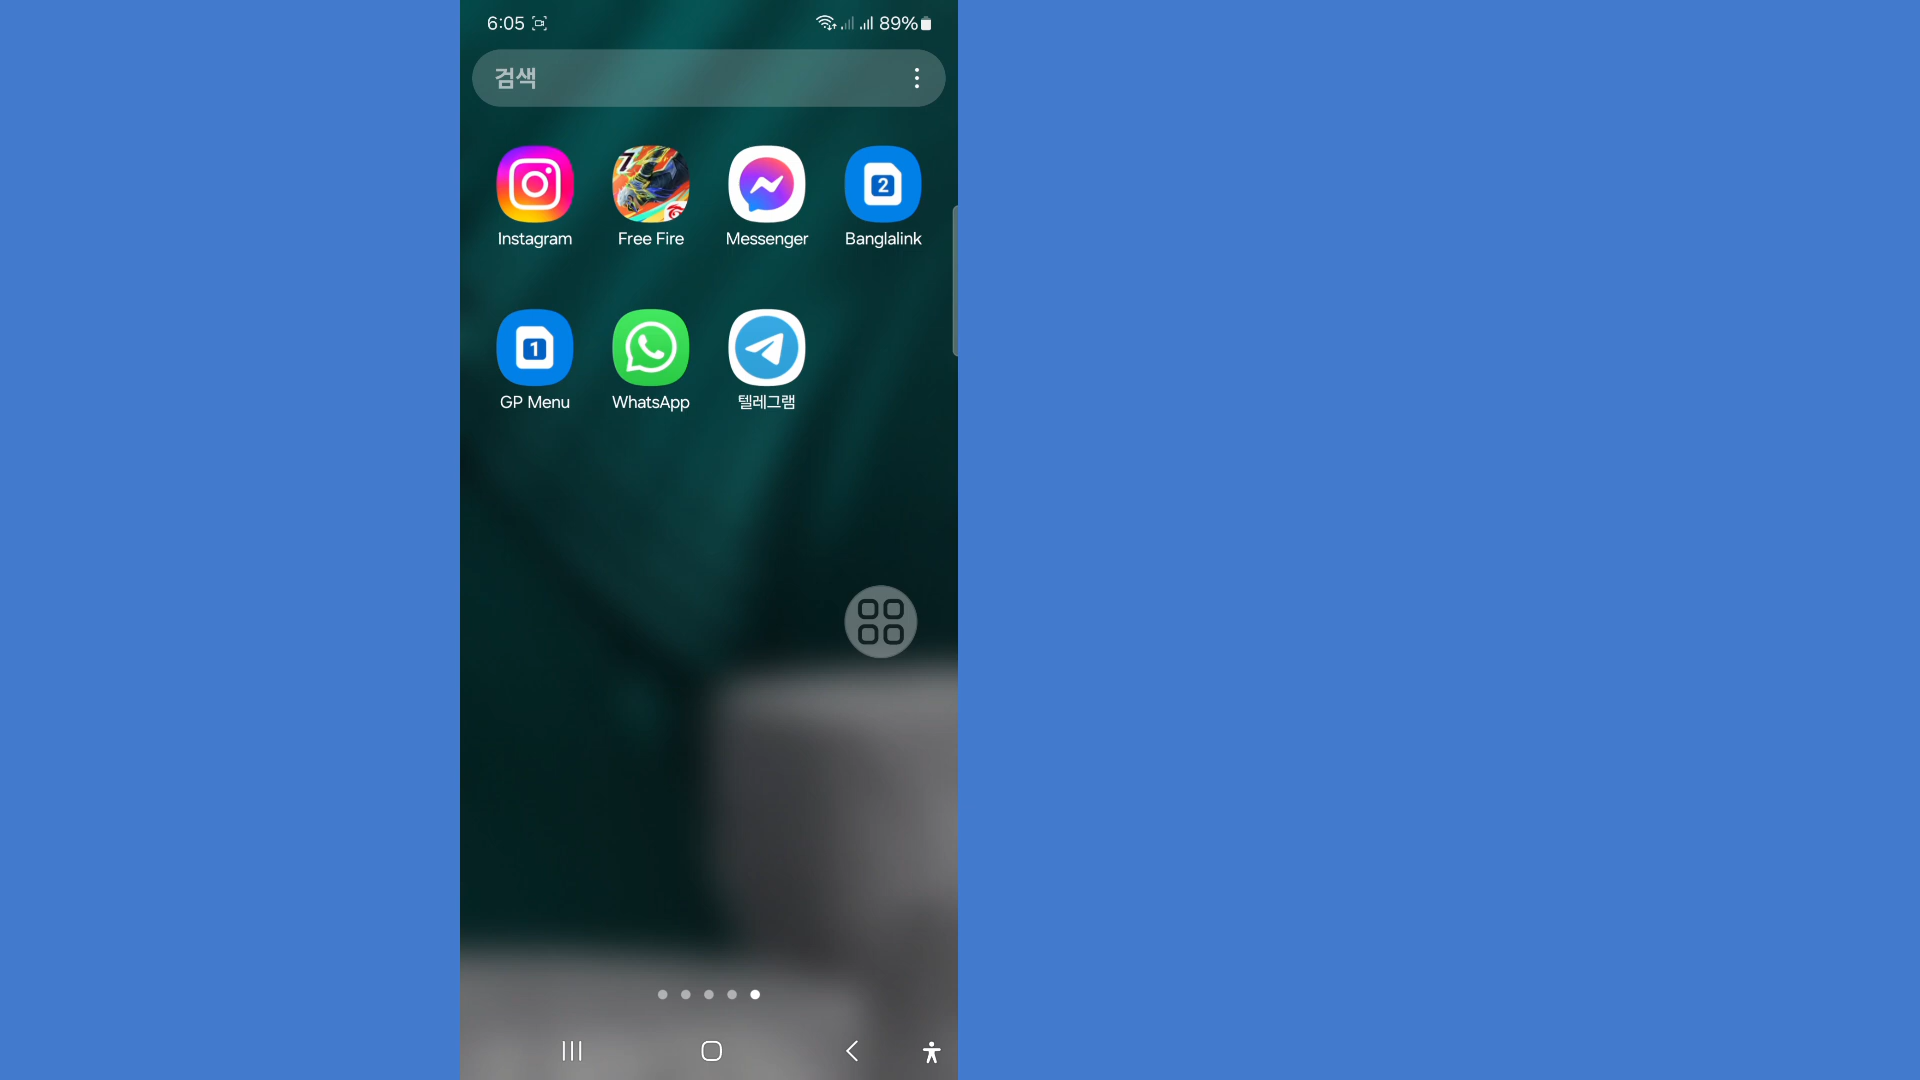 6:05
89%
검색
Instagram
Free Fire
Messenger
2
Banglalink
1
GP Menu
WhatsApp
텔레그램